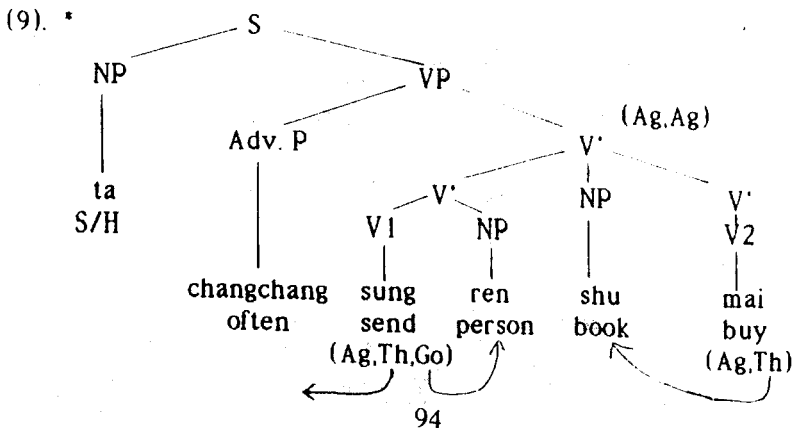 (9). * S
NP VP
(Ag,Ag)
Adv. P V'
ta V' NP V'
S/H V1 NP V2
changchang sung ren shu mai
often send person book buy
(Ag,Th,Go) (Ag,Th)
94